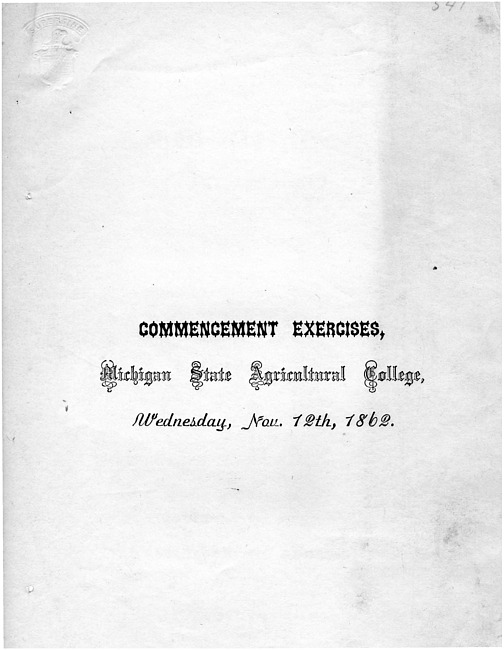 COMMENCEMENT EXERCISES,
Michigan State Agricultural College,
Wednesday, Nov. 12th, 1862.